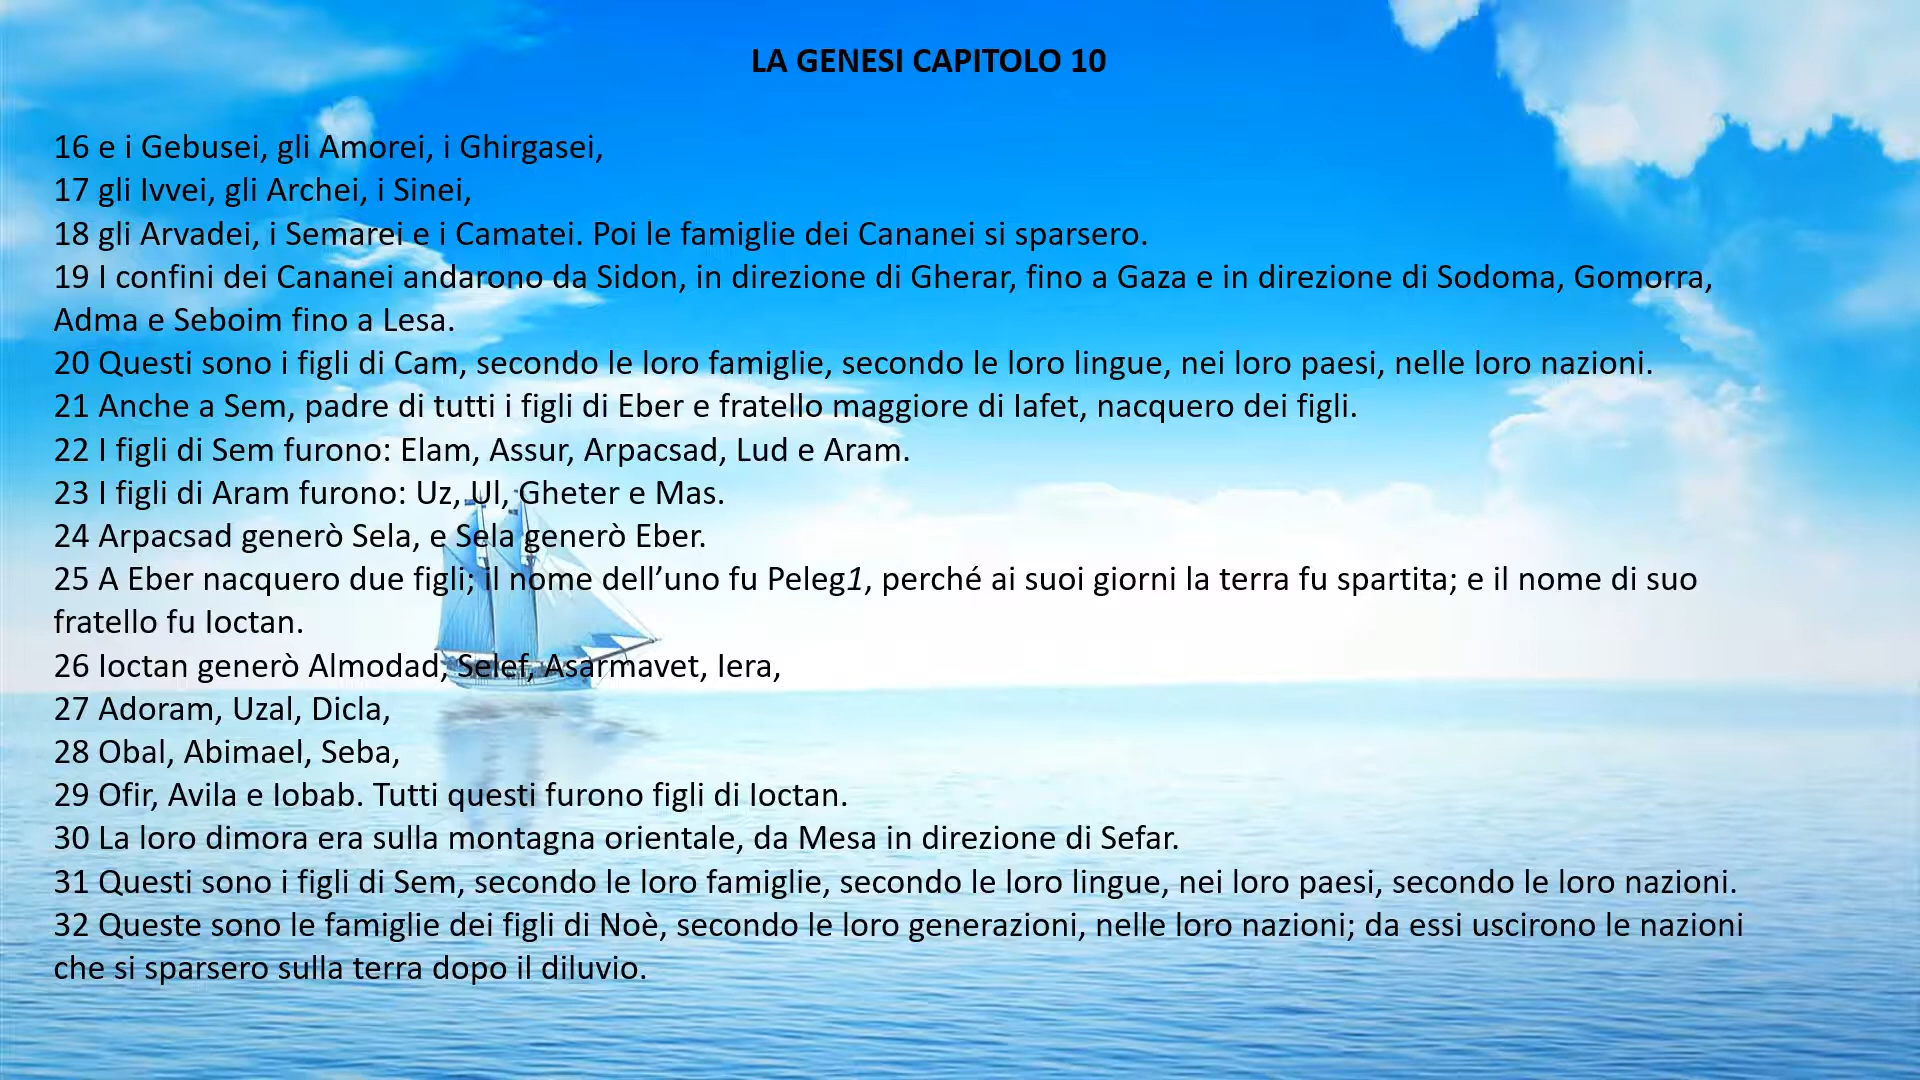 LA GENESI CAPITOLO 10
16 e i Gebusei, gli Amorei, i Ghirgasei,
17 gli Ivvei, gli Archei, i Sinei,
18 gli Arvadei, i Semarei e i Camatei. Poi le famiglie dei Cananei si sparsero.
19 I confini dei Cananei andarono da Sidon, in direzione di Gherar, fino a Gaza e in direzione di Sodoma, Gomorra,
Adma e Seboim fino a Lesa.
20 Questi sono i figli di Cam, secondo le loro famiglie, secondo le loro lingue, nei loro paesi, nelle loro nazioni.
21 Anche a Sem, padre di tutti i figli di Eber e fratello maggiore di Iafet, nacquero dei figli.
22 I figli di Sem furono: Elam, Assur, Arpacsad, Lud e Aram.
23 I figli di Aram furono: Uz, Ul, Gheter e Mas.
24 Arpacsad generò Sela, e Sela generò Eber.
25 A Eber nacquero due figli; il nome dell’uno fu Peleg1, perché ai suoi giorni la terra fu spartita; e il nome di suo
fratello fu Ioctan.
26 Ioctan generò Almodad, Selef, Asarmavet, Iera,
27 Adoram, Uzal, Dicla,
28 Obal, Abimael, Seba,
29 Ofir, Avila e Iobab. Tutti questi furono figli di Ioctan.
30 La loro dimora era sulla montagna orientale, da Mesa in direzione di Sefar.
31 Questi sono i figli di Sem, secondo le loro famiglie, secondo le loro lingue, nei loro paesi, secondo le loro nazioni.
32 Queste sono le famiglie dei figli di Noè, secondo le loro generazioni, nelle loro nazioni; da essi uscirono le nazioni
che si sparsero sulla terra dopo il diluvio.